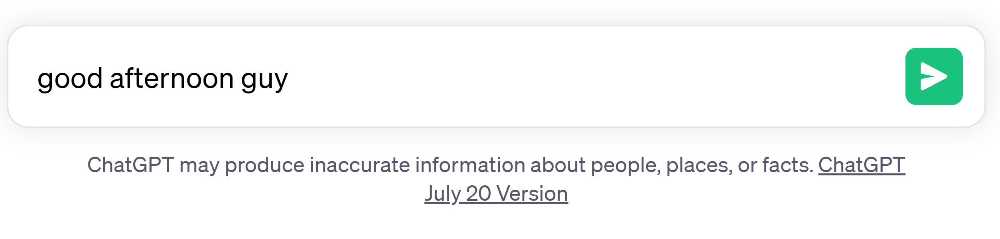 good afternoon guy
ChatGPT may produce inaccurate information about people, places, or facts. ChatGPT
July 20 Version